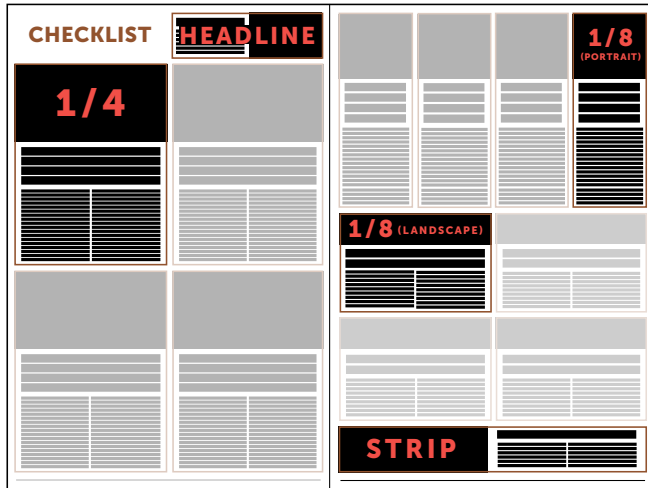 CHECKLIST
HEADLINE
1/4
1/8
(PORTRAIT)
1/8 (LANDSCAPE)
STRIP